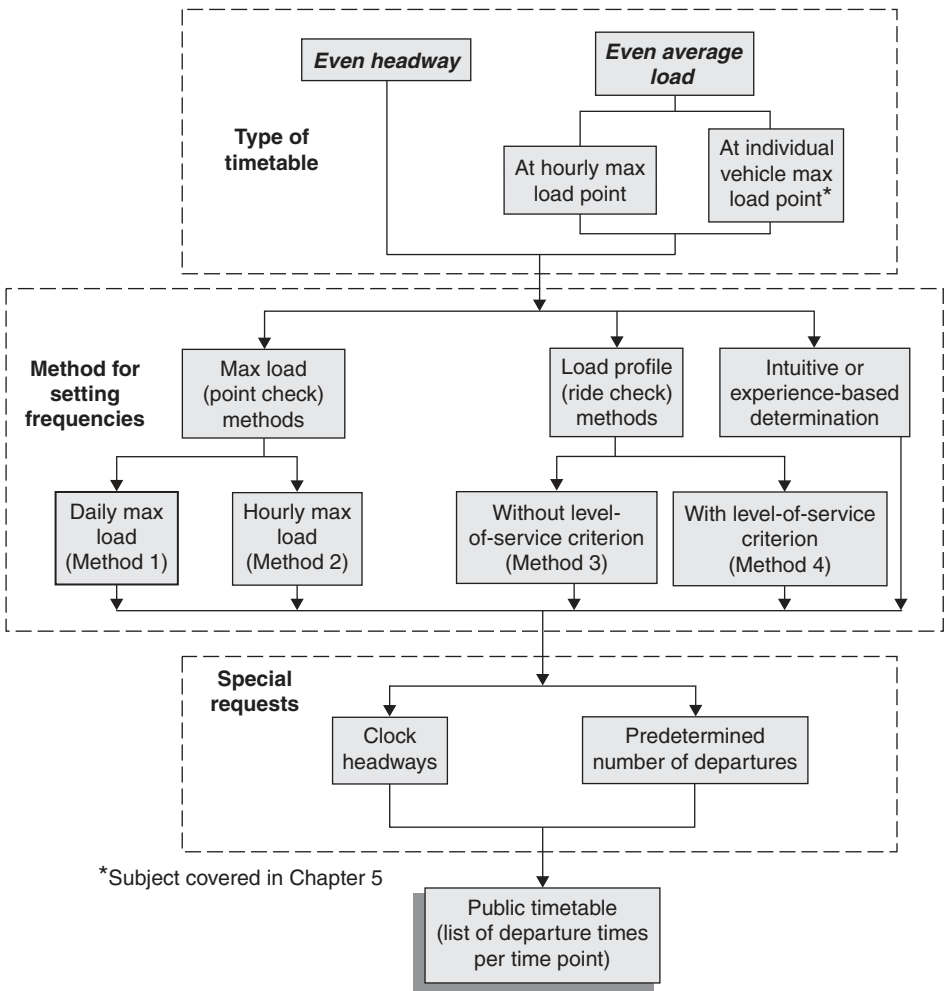 Even headway
Even average
load
Type of
timetable
At hourly max
load point
At individual
vehicle max
load point*
Method for
setting
frequencies
Max load
(point check)
methods
Load profile
(ride check)
methods
Intuitive or
experience-based
determination
Daily max
load
(Method 1)
Hourly max
load
(Method 2)
Without level-
of-service criterion
(Method 3)
With level-of-service
criterion
(Method 4)
Special
requests
Clock
headways
Predetermined
number of departures
*Subject covered in Chapter 5
Public timetable
(list of departure times
per time point)